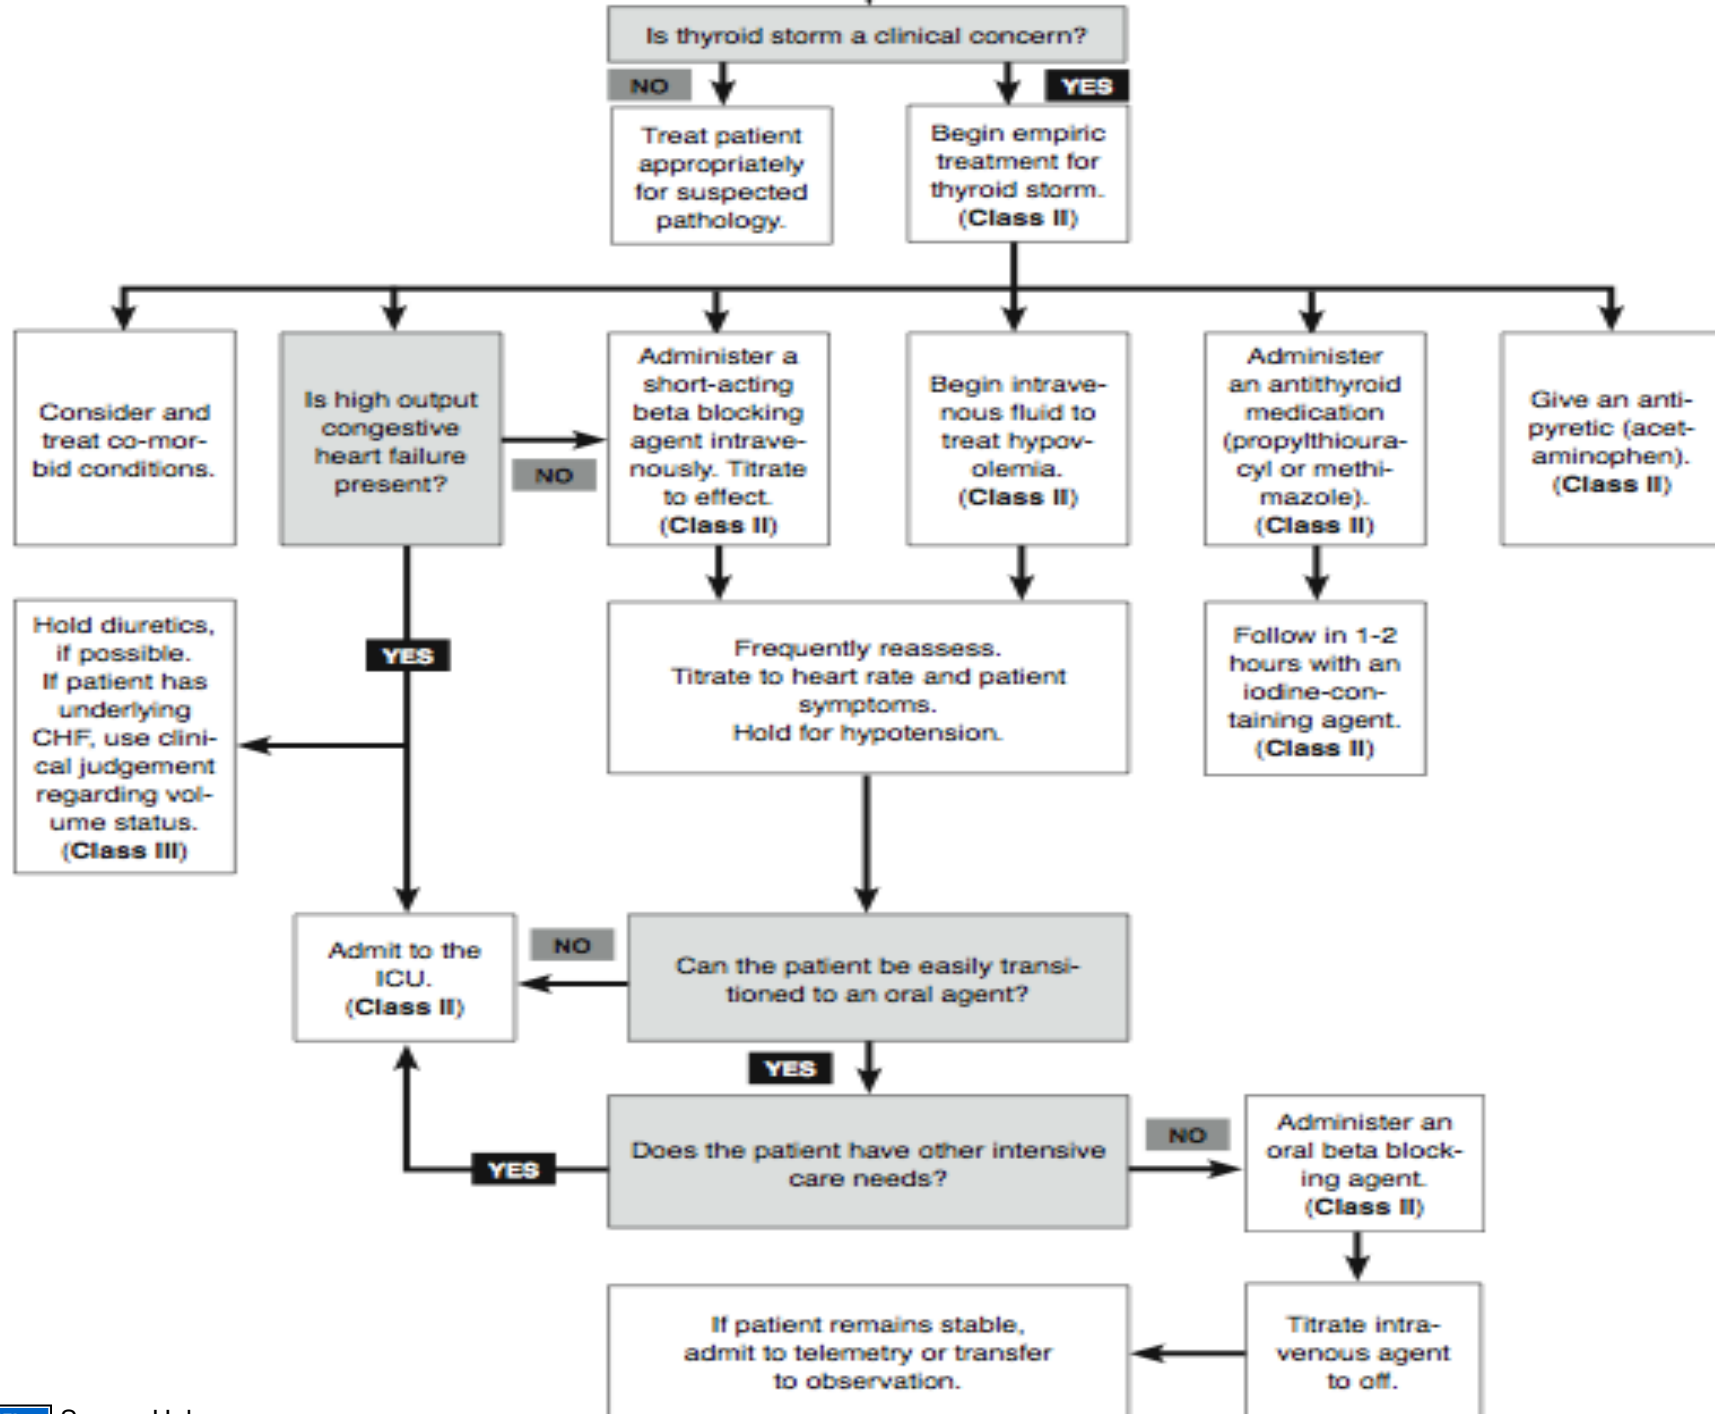 Is thyroid storm a clinical concern?
NO
YES
Treat patient
appropriately
for suspected
pathology.
Begin empiric
treatment for
thyroid storm.
(Class II)
Consider and
treat co-mor-
bid conditions.
Is high output
congestive
heart failure
present?
NO
Administer a
short-acting
beta blocking
agent intrave-
nously. Titrate
to effect.
(Class II)
Begin intrave-
nous fluid to
treat hypov-
olemia.
(Class II)
Administer
an antithyroid
medication
(propylthioura-
cyl or methi-
mazole).
(Class II)
Give an anti-
pyretic (acet-
aminophen).
(Class II)
Hold diuretics,
if possible.
If patient has
underlying
CHF, use clini-
cal judgement
regarding vol-
ume status.
(Class III)
YES
Frequently reassess.
Titrate to heart rate and patient
symptoms.
Hold for hypotension.
Follow in 1-2
hours with an
iodine-con-
taining agent.
(Class II)
Admit to the
ICU.
(Class II)
NO
Can the patient be easily transi-
tioned to an oral agent?
YES
YES
Does the patient have other intensive
care needs?
NO
Administer an
oral beta block-
ing agent.
(Class II)
If patient remains stable,
admit to telemetry or transfer
to observation.
Titrate intra-
venous agent
to off.